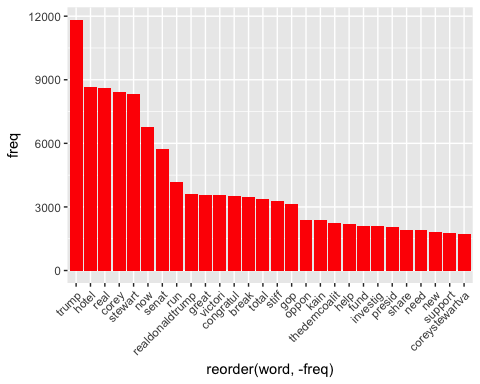 12000
9000
6000
3000
0
freq
trump
hotel
real
corey
stewart
now
senat
run
realdonaldtrump
great
victori
congratul
break
total
stiff
gop
oppon
kain
thedemcoalit
help
fund
investig
presid
share
need
new
support
coreystewartva
reorder(word, -freq)